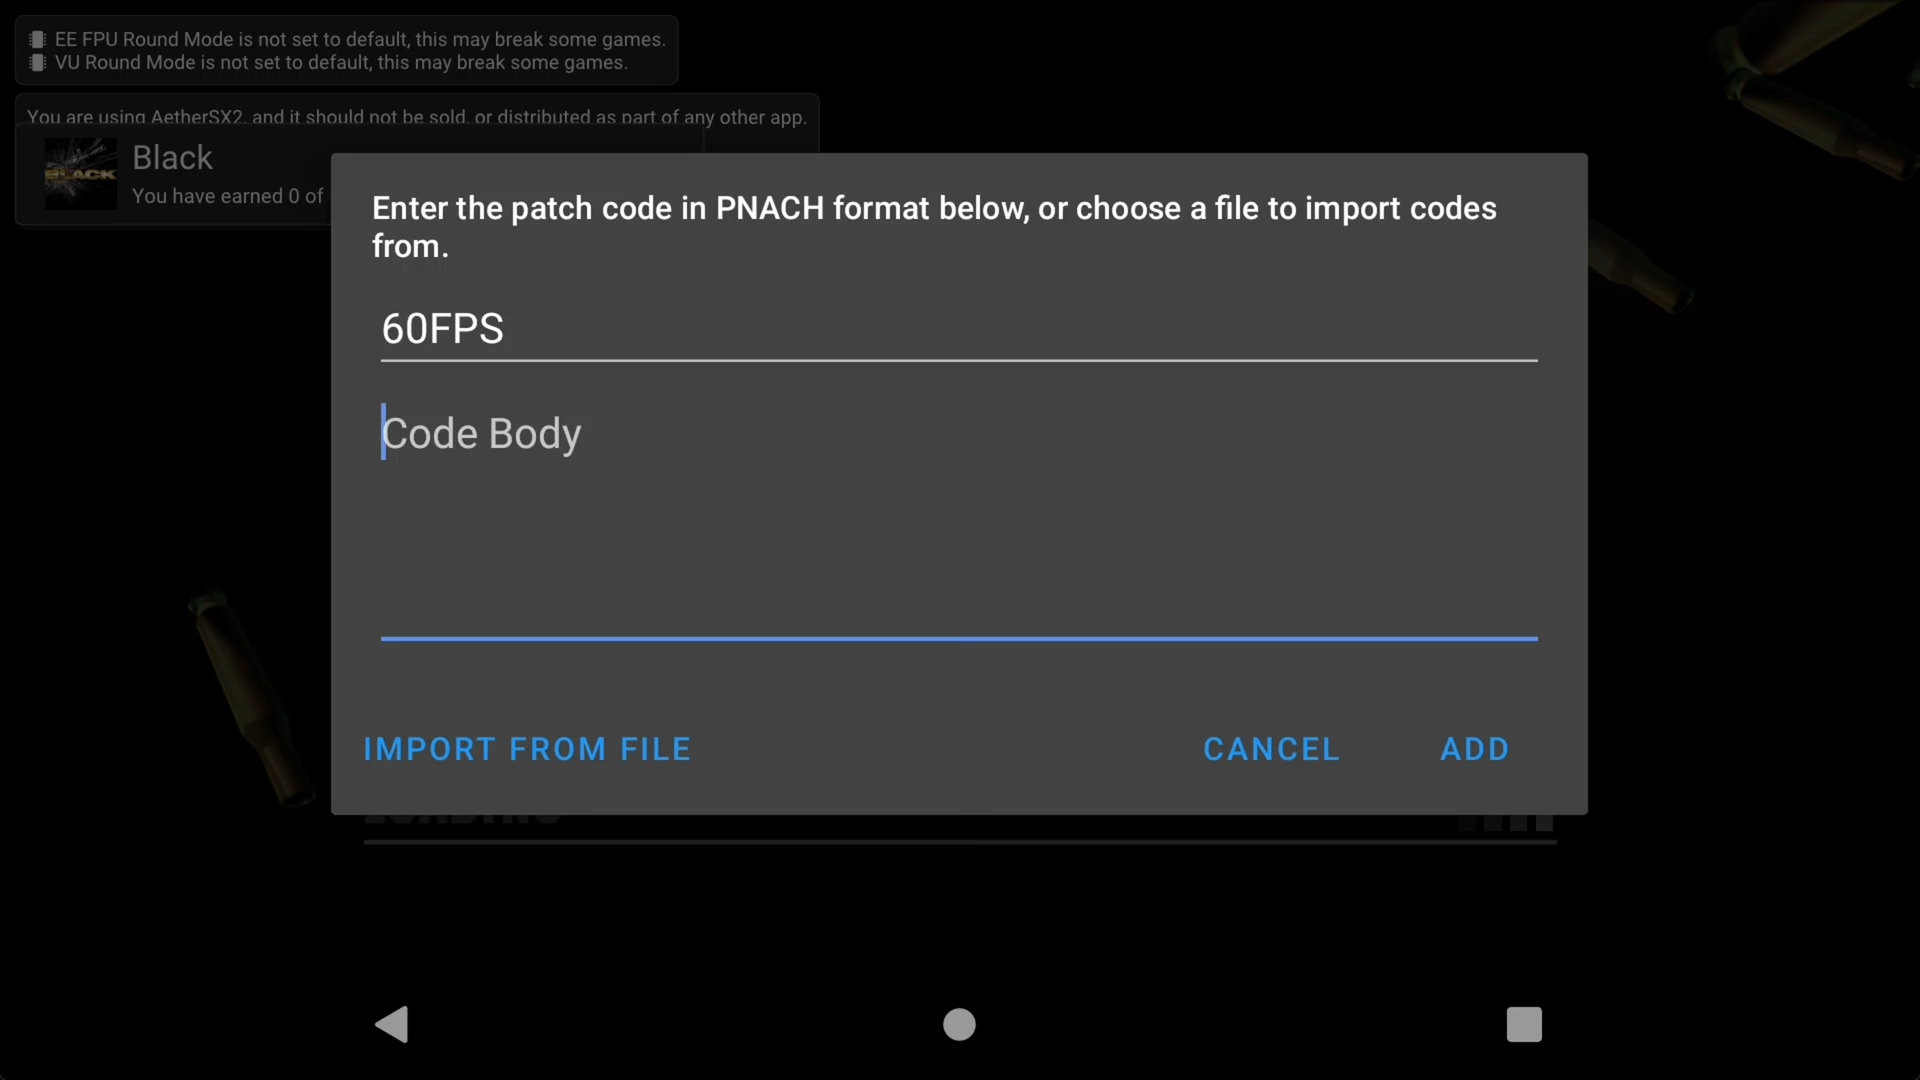 EE FPU Round Mode is not set to default, this may break some games.
VU Round Mode is not set to default, this may break some games.
You are using AetherSX2, and it should not be sold, or distributed as part of any other app.
BLACK
Black
You have earned 0 of
Enter the patch code in PNACH format below, or choose a file to import codes
from.
60FPS
Code Body
IMPORT FROM FILE
CANCEL
ADD
LOADING